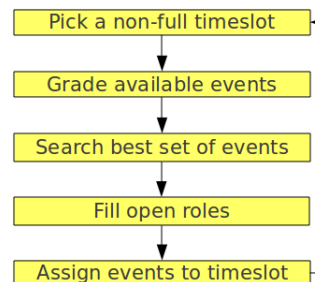 Pick a non-full timeslot
Grade available events
Search best set of events
Fill open roles
Assign events to timeslot